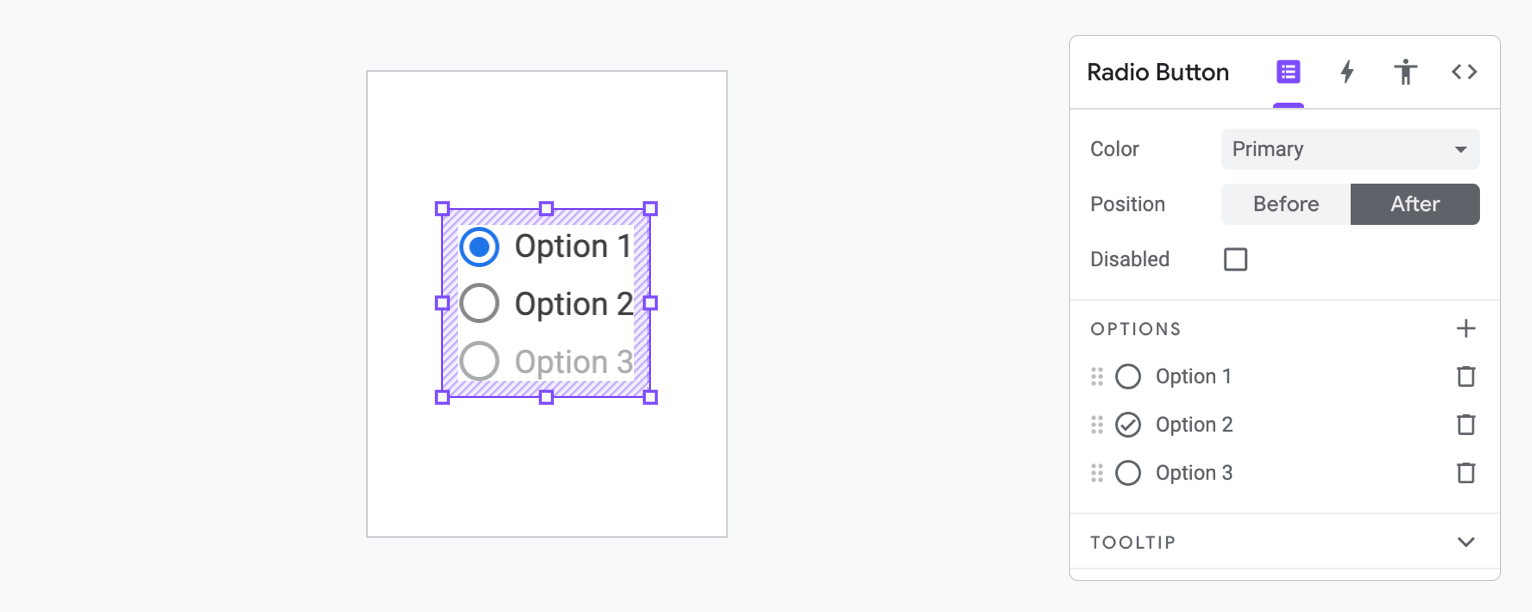 Option 1
Option 2
Option 3
Radio Button
Color Primary
Position Before After
Disabled
OPTIONS
Option 1
Option 2
Option 3
TOOLTIP